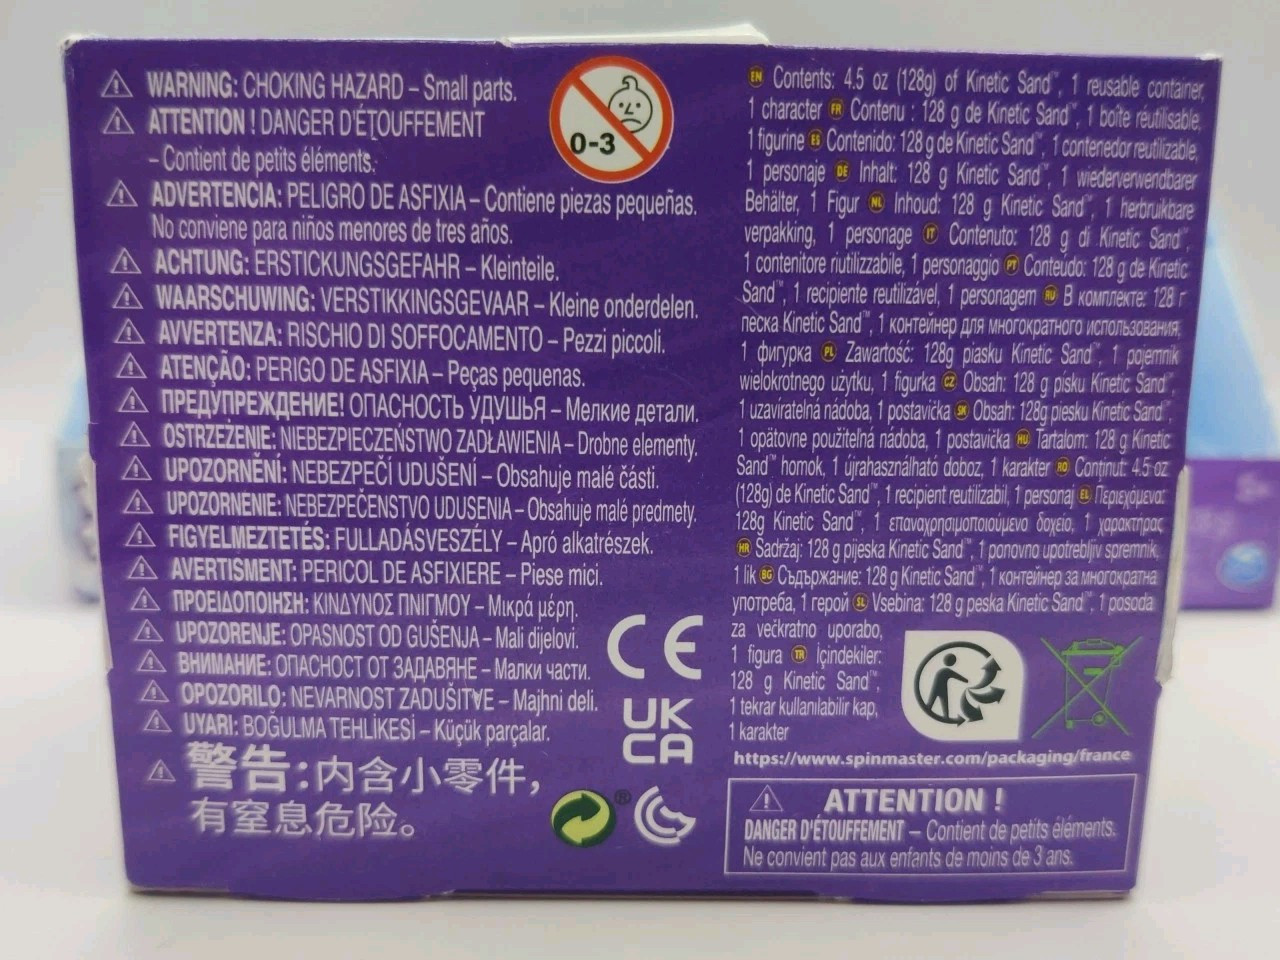 WARNING: CHOKING HAZARD – Small parts.
ATTENTION ! DANGER D'ÉTOUFFEMENT
– Contient de petits éléments.
ADVERTENCIA: PELIGRO DE ASFIXIA – Contiene piezas pequeñas.
No conviene para niños menores de tres años.
ACHTUNG: ERSTICKUNGSGEFAHR – Kleinteile.
WAARSCHUWING: VERSTIKKINGSGEVAAR – Kleine onderdelen.
AVVERTENZA: RISCHIO DI SOFFOCAMENTO – Pezzi piccoli.
ATENÇÃO: PERIGO DE ASFIXIA – Peças pequenas.
ПРЕДУПРЕЖДЕНИЕ! ОПАСНОСТЬ УДУШЬЯ – Мелкие детали.
OSTRZEŻENIE: NIEBEZPIECZEŃSTWO ZADŁAWIENIA – Drobne elementy.
UPOZORNĚNÍ: NEBEZPEČÍ UDUŠENÍ – Obsahuje malé části.
UPOZORNENIE: NEBEZPEČENSTVO UDUSENIA – Obsahuje malé predmety.
FIGYELMEZTETÉS: FULLADÁSVESZÉLY – Apró alkatrészek.
AVERTISMENT: PERICOL DE ASFIXIERE – Piese mici.
ΠΡΟΕΙΔΟΠΟΙΗΣΗ: ΚΙΝΔΥΝΟΣ ΠΝΙΓΜΟΥ – Μικρά μέρη.
UPOZORENJE: OPASNOST OD GUŠENJA – Mali dijelovi.
ВНИМАНИЕ: ОПАСНОСТ ОТ ЗАДАВЯНЕ – Малки части.
OPOZORILO: NEVARNOST ZADUŠITVE – Majhni deli.
UYARI: BOĞULMA TEHLİKESİ – Küçük parçalar.
警告:内含小零件，
有窒息危险。
0-3
CE
UK
CA
®
EN Contents: 4.5 oz (128g) of Kinetic Sand™, 1 reusable container,
1 character FR Contenu : 128 g de Kinetic Sand™, 1 boîte réutilisable,
1 figurine ES Contenido: 128 g de Kinetic Sand™, 1 contenedor reutilizable,
1 personaje DE Inhalt: 128 g Kinetic Sand™, 1 wiederverwendbarer
Behälter, 1 Figur NL Inhoud: 128 g Kinetic Sand™, 1 herbruikbare
verpakking, 1 personage IT Contenuto: 128 g di Kinetic Sand™,
1 contenitore riutilizzabile, 1 personaggio PT Conteúdo: 128 g de Kinetic
Sand™, 1 recipiente reutilizável, 1 personagem RU В комплекте: 128 г
песка Kinetic Sand™, 1 контейнер для многократного использования,
1 фигурка PL Zawartość: 128g piasku Kinetic Sand™, 1 pojemnik
wielokrotnego użytku, 1 figurka CZ Obsah: 128 g písku Kinetic Sand™,
1 uzavíratelná nádoba, 1 postavička SK Obsah: 128g piesku Kinetic Sand™,
1 opätovne použiteľná nádoba, 1 postavička HU Tartalom: 128 g Kinetic
Sand™ homok, 1 újrahasználható doboz, 1 karakter RO Conținut: 4.5 oz
(128g) de Kinetic Sand™, 1 recipient reutilizabil, 1 personaj EL Περιεχόμενα:
128g Kinetic Sand™, 1 επαναχρησιμοποιούμενο δοχείο, 1 χαρακτήρας
HR Sadržaj: 128 g pijeska Kinetic Sand™, 1 ponovno upotrebljiv spremnik,
1 lik BG Съдържание: 128 g Kinetic Sand™, 1 контейнер за многократна
употреба, 1 герой SL Vsebina: 128 g peska Kinetic Sand™, 1 posoda
za večkratno uporabo,
1 figura TR İçindekiler:
128 g Kinetic Sand™,
1 tekrar kullanılabilir kap,
1 karakter
https://www.spinmaster.com/packaging/france
ATTENTION !
DANGER D'ÉTOUFFEMENT – Contient de petits éléments.
Ne convient pas aux enfants de moins de 3 ans.